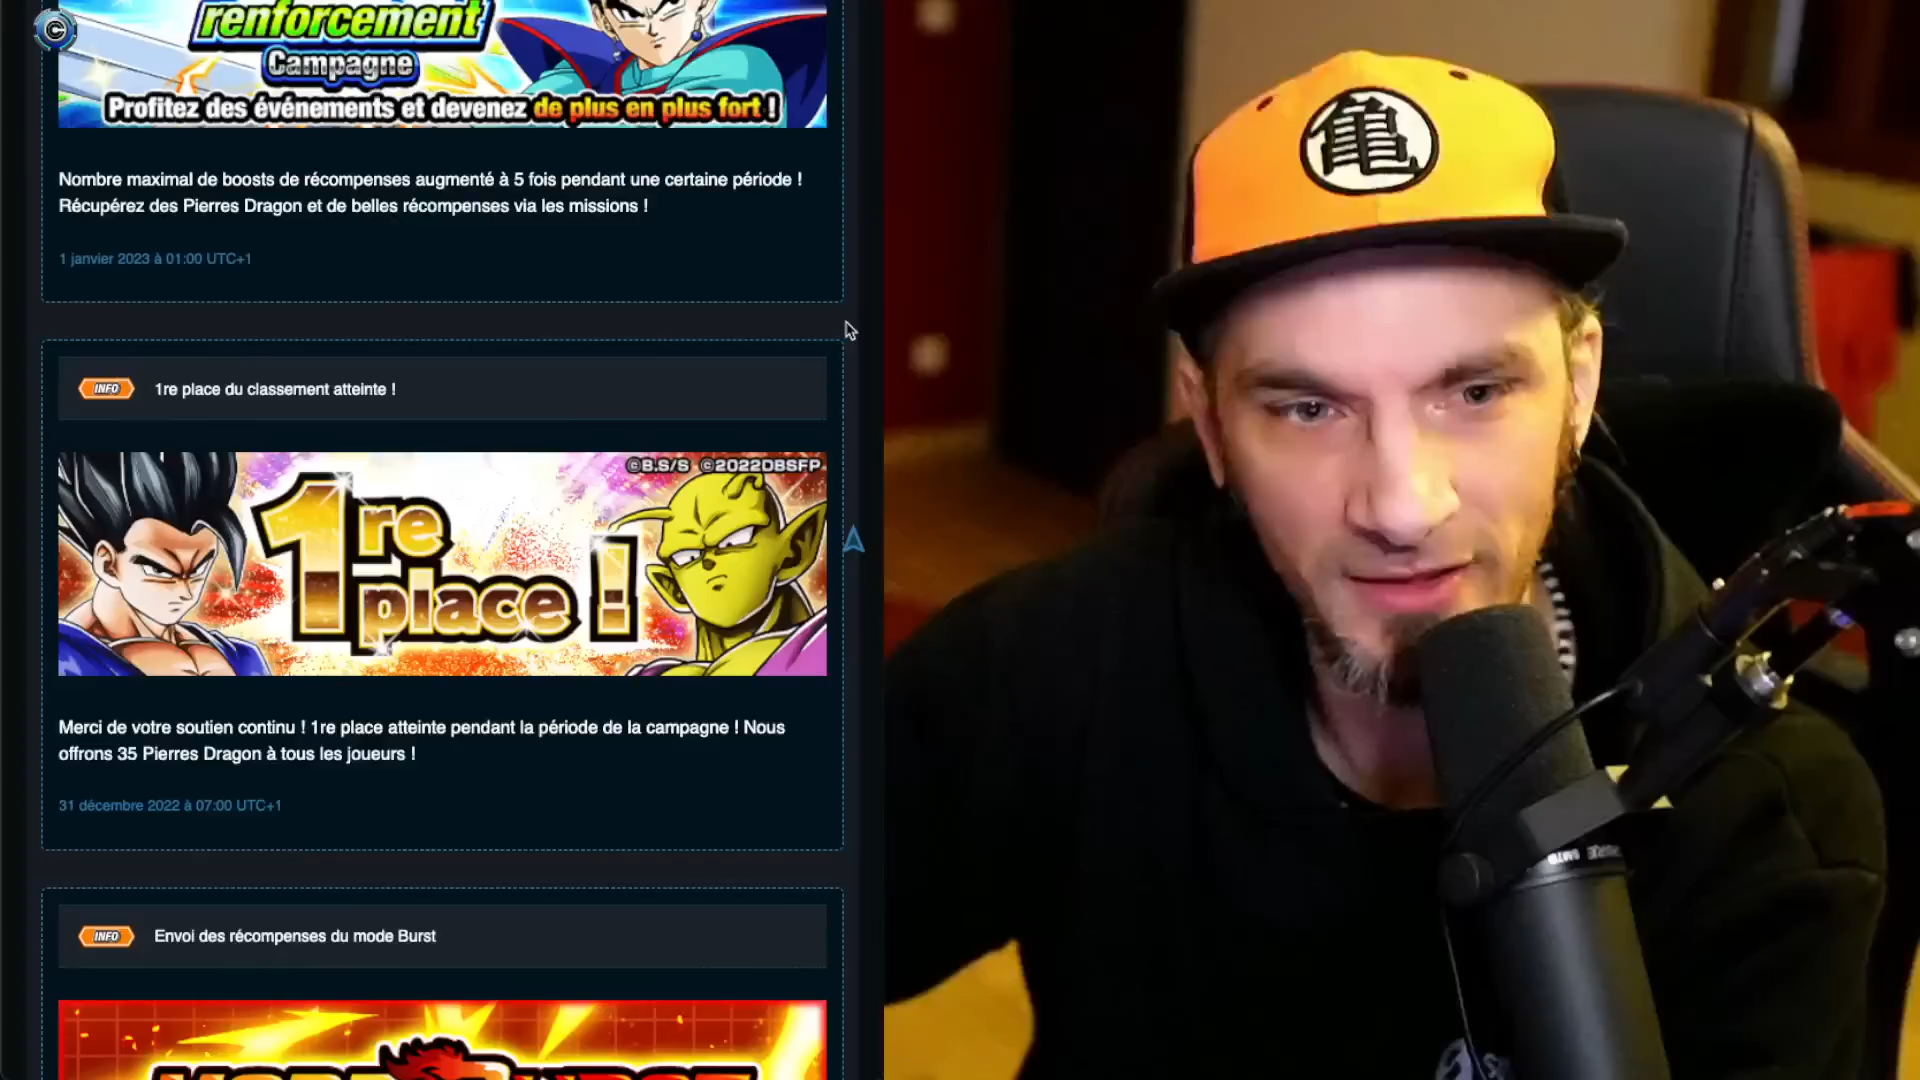 renforcement
Campagne
Profitez des événements et devenez de plus en plus fort !
Nombre maximal de boosts de récompenses augmenté à 5 fois pendant une certaine période !
Récupérez des Pierres Dragon et de belles récompenses via les missions !
1 janvier 2023 à 01:00 UTC+1
INFO 1re place du classement atteinte !
©B.S/S ©2022DBSFP
1re
place !
Merci de votre soutien continu ! 1re place atteinte pendant la période de la campagne ! Nous
offrons 35 Pierres Dragon à tous les joueurs !
31 décembre 2022 à 07:00 UTC+1
INFO Envoi des récompenses du mode Burst
亀